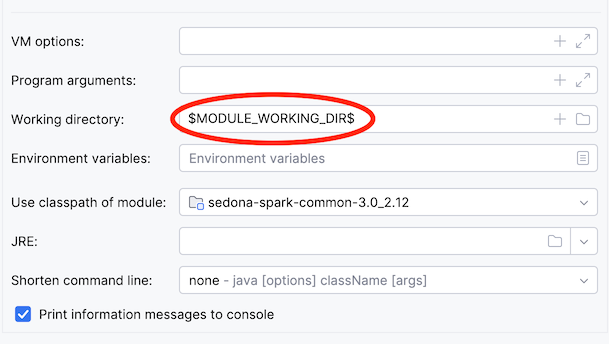 VM options:
Program arguments:
Working directory: $MODULE_WORKING_DIR$
Environment variables: Environment variables
Use classpath of module: sedona-spark-common-3.0_2.12
JRE:
Shorten command line: none - java [options] className [args]
Print information messages to console